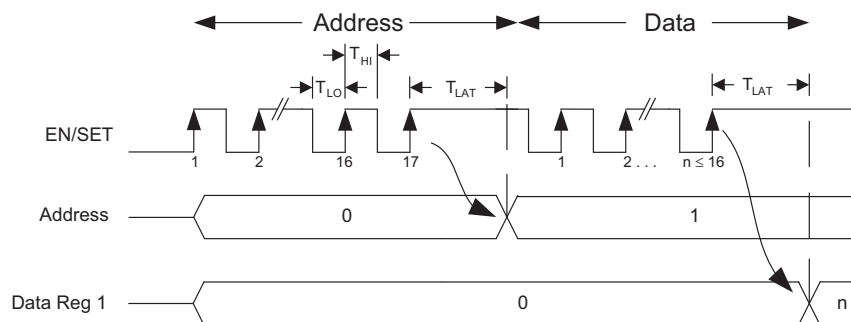 Address Data
T_HI
T_LO T_LAT T_LAT
EN/SET
1 2 16 17 1 2 . . . n ≤ 16
Address 0 1
Data Reg 1 0 n